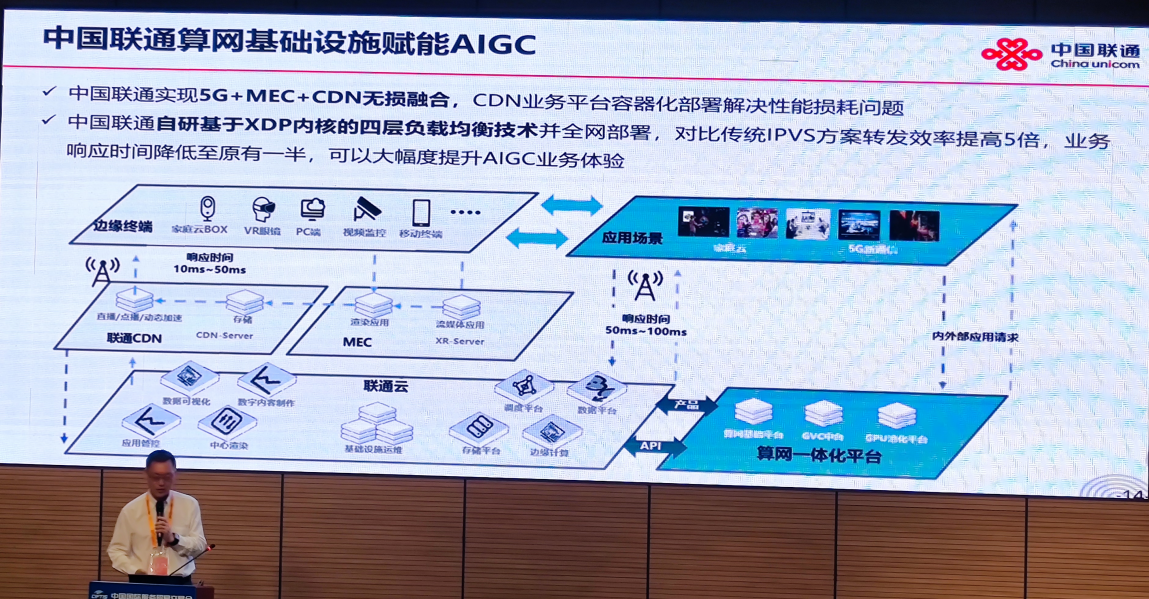 中国联通算网基础设施赋能AIGC
中国联通
China unicom
✓ 中国联通实现5G+MEC+CDN无损融合，CDN业务平台容器化部署解决性能损耗问题
✓ 中国联通自研基于XDP内核的四层负载均衡技术并全网部署，对比传统IPVS方案转发效率提高5倍，业务
响应时间降低至原有一半，可以大幅度提升AIGC业务体验
边缘终端
家庭云BOX
VR眼镜
PC端
视频监控
移动终端
应用场景
家庭云
5G新通信
响应时间
10ms~50ms
直播/点播/动态加速
存储
联通CDN
CDN-Server
渲染应用
流媒体应用
MEC
XR-Server
响应时间
50ms~100ms
内外部应用请求
联通云
数据可视化
数字内容制作
调度平台
数据平台
应用管控
中心渲染
基础设施运维
存储平台
边缘计算
产品
API
算网基础平台
GVC中台
GPU池化平台
算网一体化平台
-14